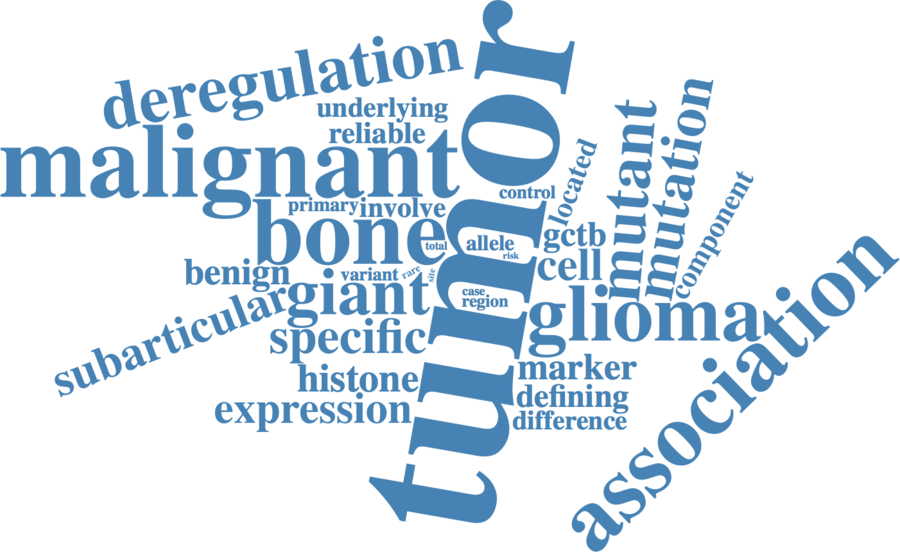 tumor
deregulation
underlying
reliable
malignant
control
located
mutant
mutation
component
primary
involve
bone
total
allele
risk
gctb
cell
benign
variant
rare
site
giant
case
region
glioma
association
subarticular
specific
histone
expression
marker
defining
difference